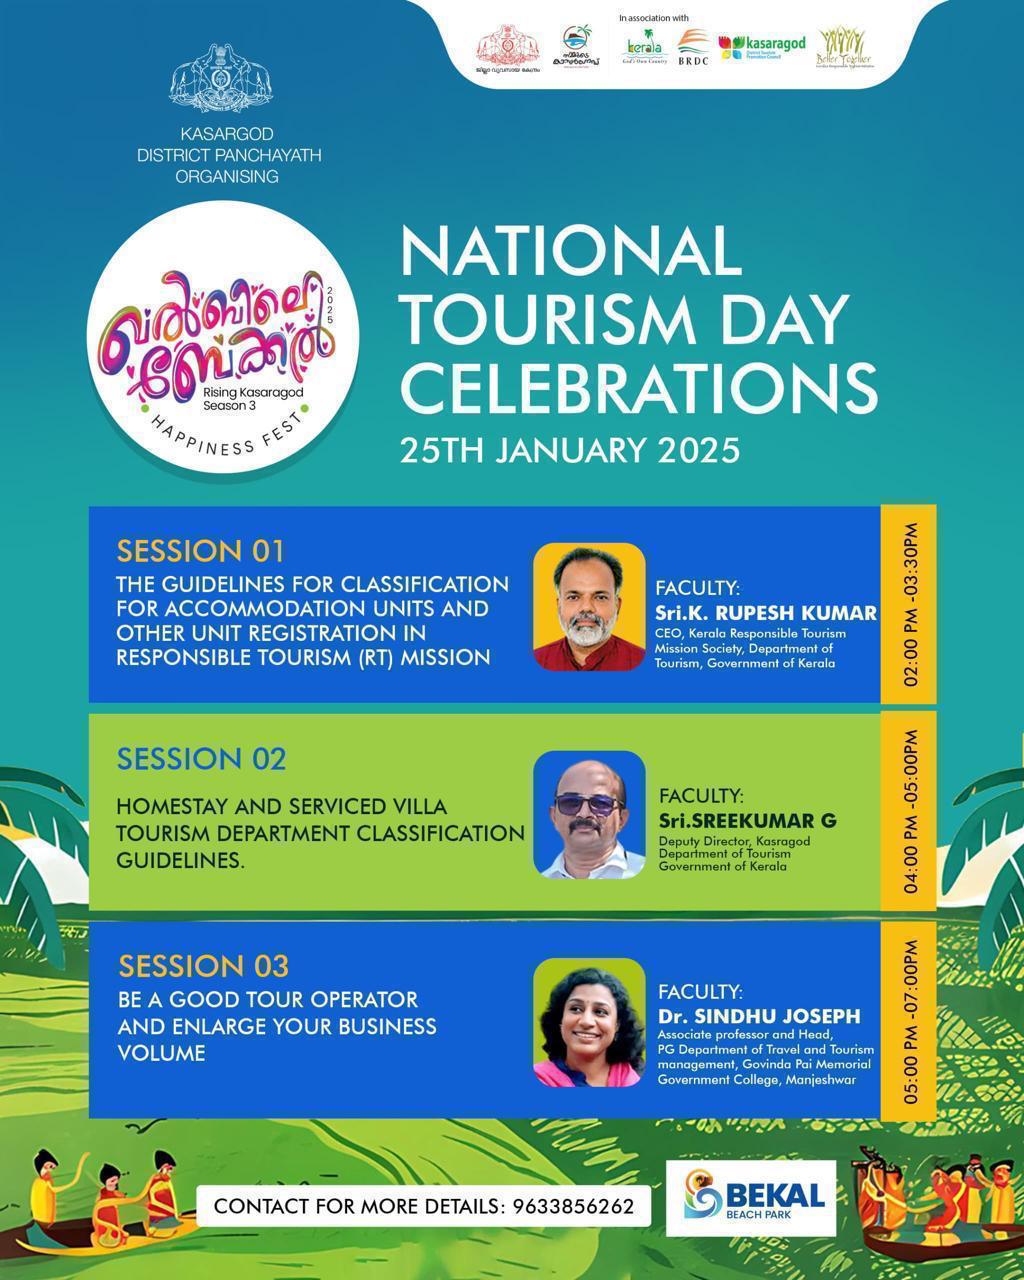 In association with
ജില്ലാ വ്യവസായ കേന്ദ്രം
നമ്മുടെ
കാസറഗോഡ്
kerala
God's Own Country
BRDC
kasaragod
District Tourism
Promotion Council
Better Together
KASARGOD
DISTRICT PANCHAYATH
ORGANISING
ഖൽബിലെ
ബേക്കൽ
2025
Rising Kasaragod
Season 3
HAPPINESS FEST
NATIONAL
TOURISM DAY
CELEBRATIONS
25TH JANUARY 2025
SESSION 01
THE GUIDELINES FOR CLASSIFICATION
FOR ACCOMMODATION UNITS AND
OTHER UNIT REGISTRATION IN
RESPONSIBLE TOURISM (RT) MISSION
FACULTY:
Sri.K. RUPESH KUMAR
CEO, Kerala Responsible Tourism
Mission Society, Department of
Tourism, Government of Kerala
02:00 PM -03:30PM
SESSION 02
HOMESTAY AND SERVICED VILLA
TOURISM DEPARTMENT CLASSIFICATION
GUIDELINES.
FACULTY:
Sri.SREEKUMAR G
Deputy Director, Kasragod
Department of Tourism
Government of Kerala
04:00 PM -05:00PM
SESSION 03
BE A GOOD TOUR OPERATOR
AND ENLARGE YOUR BUSINESS
VOLUME
FACULTY:
Dr. SINDHU JOSEPH
Associate professor and Head,
PG Department of Travel and Tourism
management, Govinda Pai Memorial
Government College, Manjeshwar
05:00 PM -07:00PM
CONTACT FOR MORE DETAILS: 9633856262
BEKAL
BEACH PARK